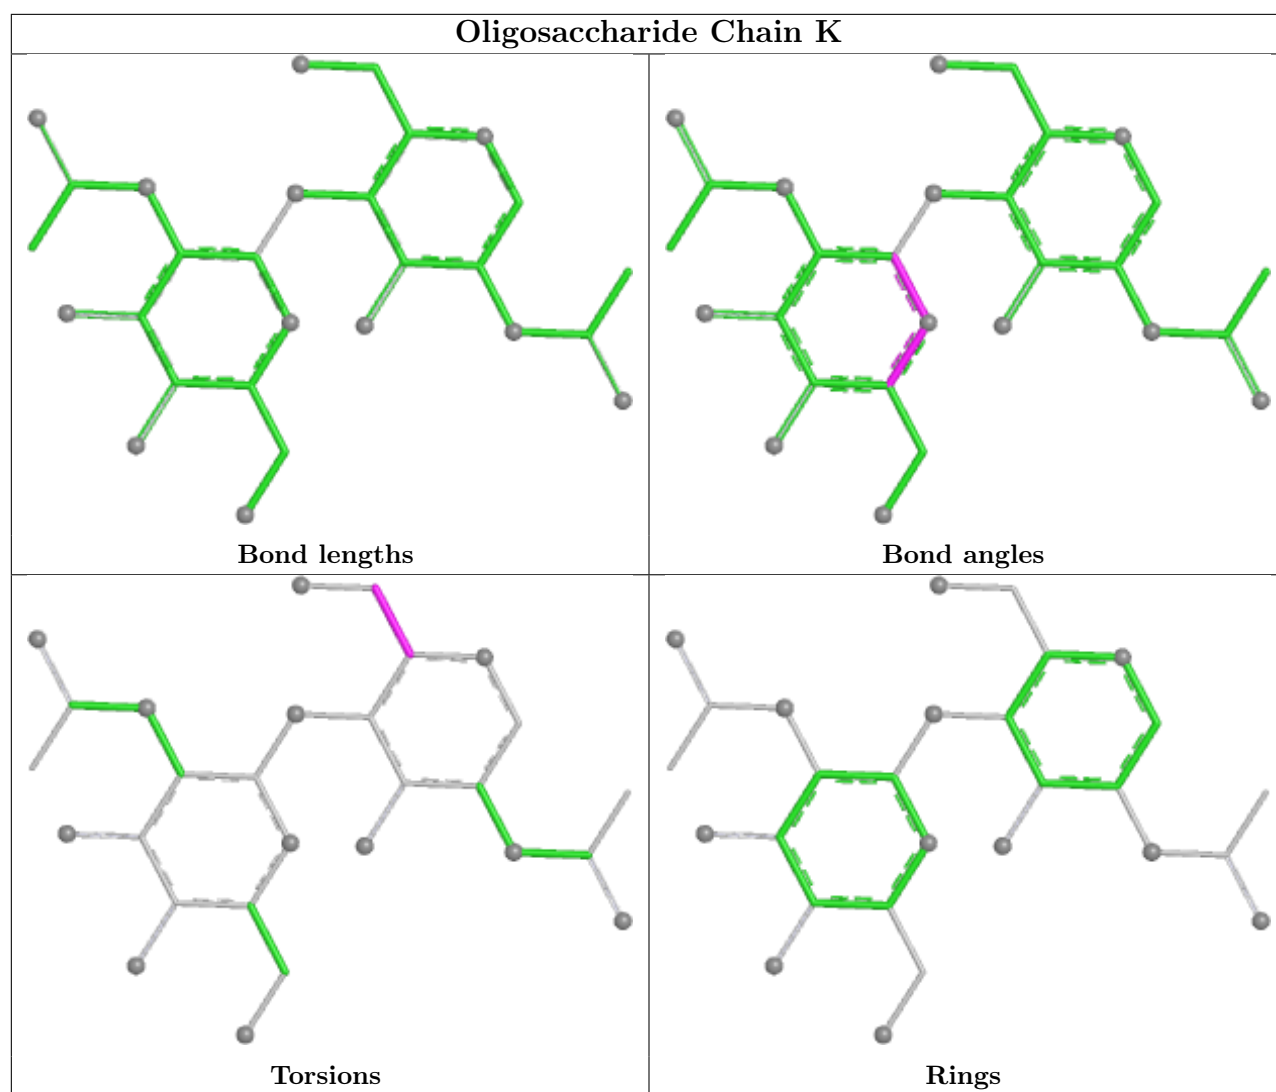 Oligosaccharide Chain K
Bond lengths
Bond angles
Torsions
Rings